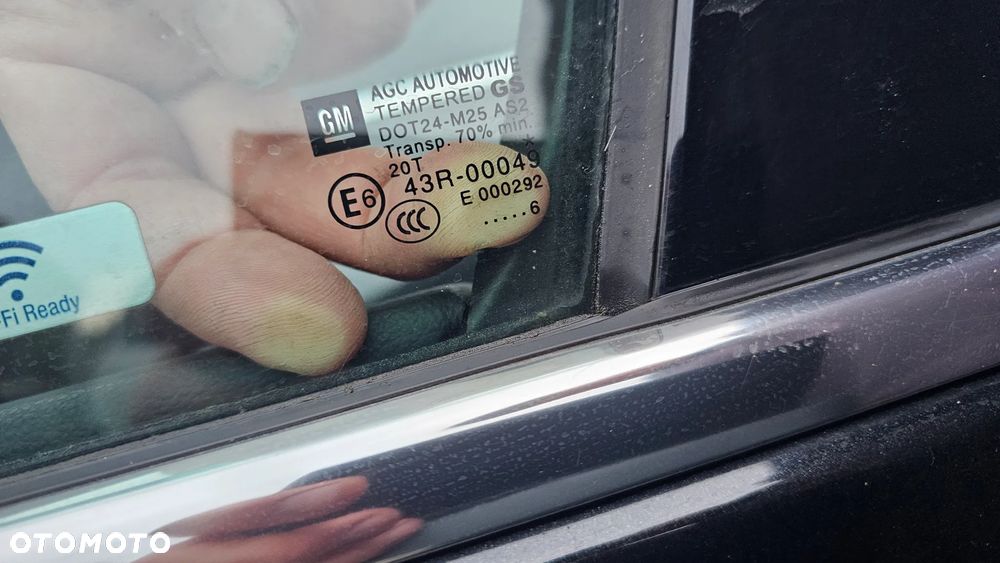 GM
AGC AUTOMOTIVE
TEMPERED GS
DOT24-M25 AS2
Transp. 70% min.
20T
43R-00049
E6
E 000292
CCC
.....6
Fi Ready
OTOMOTO